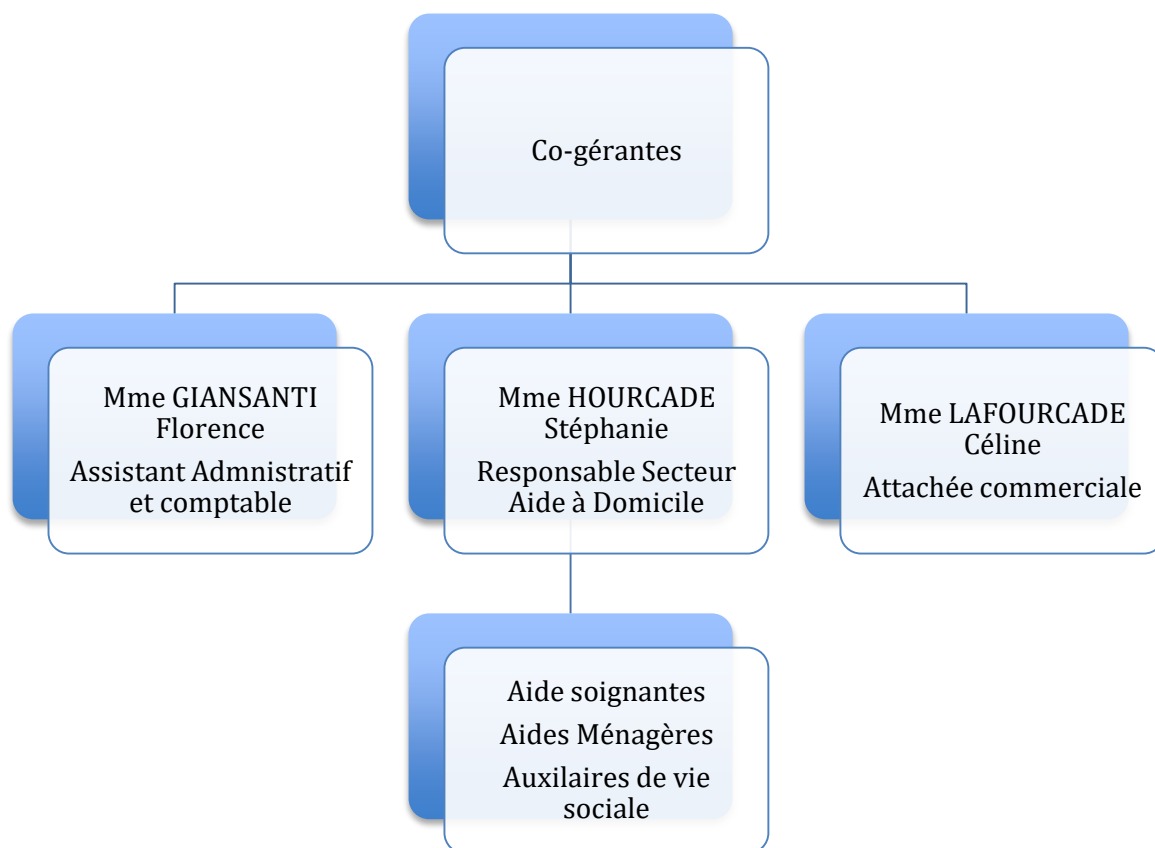 Co-gérantes
Mme GIANSANTI
Florence
Assistant Admnistratif
et comptable
Mme HOURCADE
Stéphanie
Responsable Secteur
Aide à Domicile
Mme LAFOURCADE
Céline
Attachée commerciale
Aide soignantes
Aides Ménagères
Auxilaires de vie
sociale